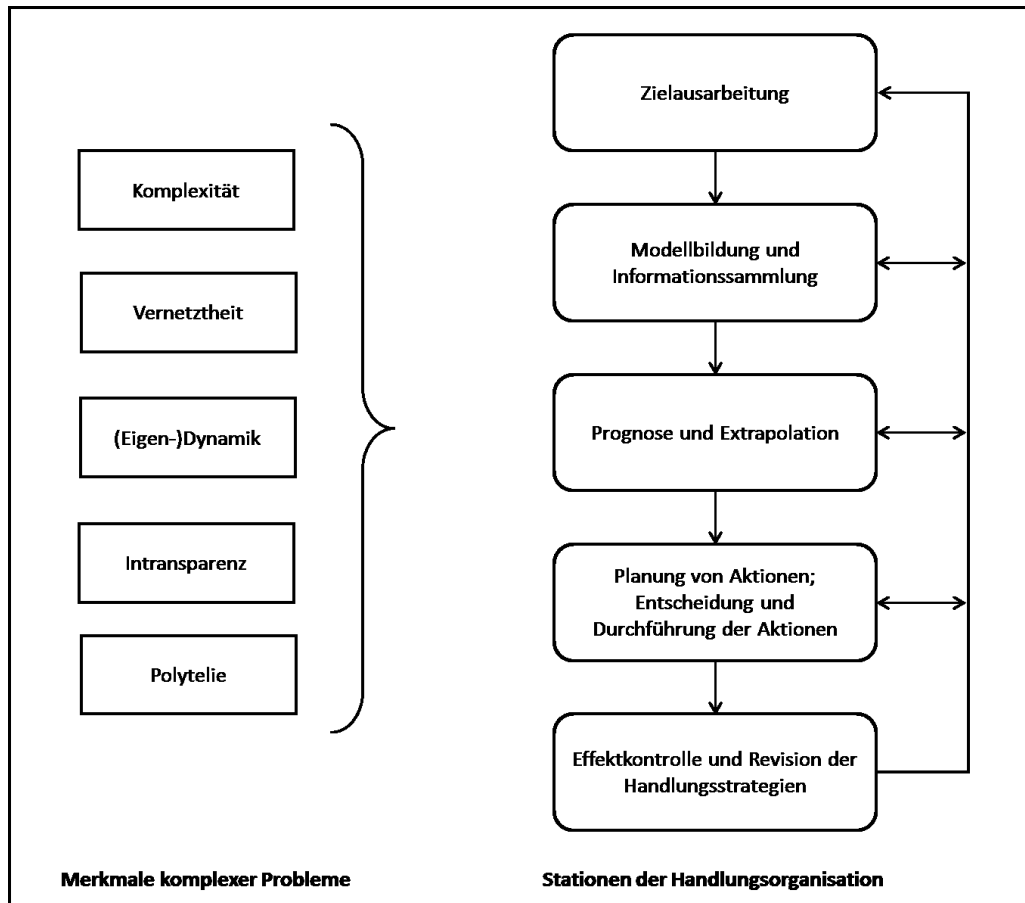 Komplexität
Vernetztheit
(Eigen-)Dynamik
Intransparenz
Polytelie
Merkmale komplexer Probleme
Zielausarbeitung
Modellbildung und
Informationssammlung
Prognose und Extrapolation
Planung von Aktionen;
Entscheidung und
Durchführung der Aktionen
Effektkontrolle und Revision der
Handlungsstrategien
Stationen der Handlungsorganisation